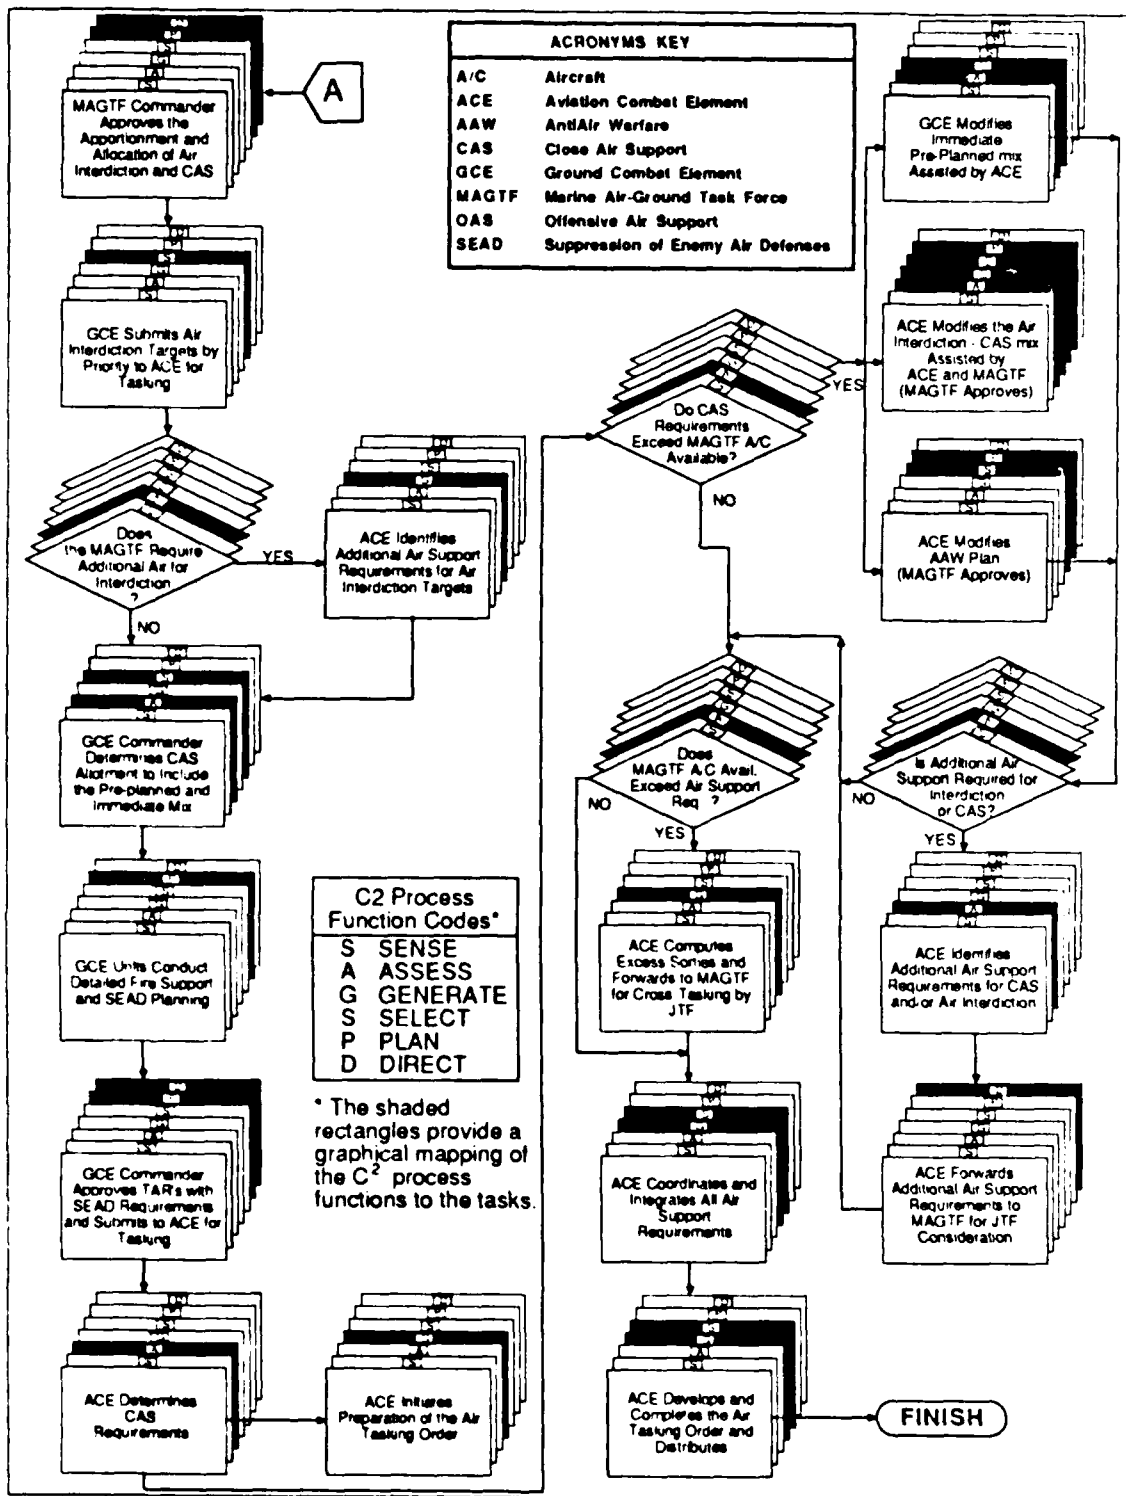 A
MAGTF Commander
Approves the
Apportionment and
Allocation of Air
Interdiction and CAS
GCE Submits Air
Interdiction Targets by
Priority to ACE for
Tasking
Does
the MAGTF Require
Additional Air for
Interdiction
?
YES
NO
ACE Identifies
Additional Air Support
Requirements for Air
Interdiction Targets
GCE Commander
Determines CAS
Allotment to Include
the Pre-planned and
Immediate Mix
GCE Units Conduct
Detailed Fire Support
and SEAD Planning
GCE Commander
Approves TAR's with
SEAD Requirements
and Submits to ACE for
Tasking
ACE Determines
CAS
Requirements
ACE Initiates
Preparation of the Air
Tasking Order
ACRONYMS KEY
A/C Aircraft
ACE Aviation Combat Element
AAW AntiAir Warfare
CAS Close Air Support
GCE Ground Combat Element
MAGTF Marine Air-Ground Task Force
OAS Offensive Air Support
SEAD Suppression of Enemy Air Defenses
C2 Process
Function Codes*
S SENSE
A ASSESS
G GENERATE
S SELECT
P PLAN
D DIRECT
* The shaded
rectangles provide a
graphical mapping of
the C2 process
functions to the tasks.
Do CAS
Requirements
Exceed MAGTF A/C
Available?
YES
NO
GCE Modifies
Immediate
Pre-Planned mix
Assisted by ACE
ACE Modifies the Air
Interdiction - CAS mix
Assisted by
ACE and MAGTF
(MAGTF Approves)
ACE Modifies
AAW Plan
(MAGTF Approves)
Is Additional Air
Support Required for
Interdiction
or CAS?
NO
YES
ACE Identifies
Additional Air Support
Requirements for CAS
and/or Air Interdiction
ACE Forwards
Additional Air Support
Requirements to
MAGTF for JTF
Consideration
Does
MAGTF A/C Avail.
Exceed Air Support
Req ?
NO
YES
ACE Computes
Excess Sorties and
Forwards to MAGTF
for Cross Tasking by
JTF
ACE Coordinates and
Integrates All Air
Support
Requirements
ACE Develops and
Completes the Air
Tasking Order and
Distributes
FINISH